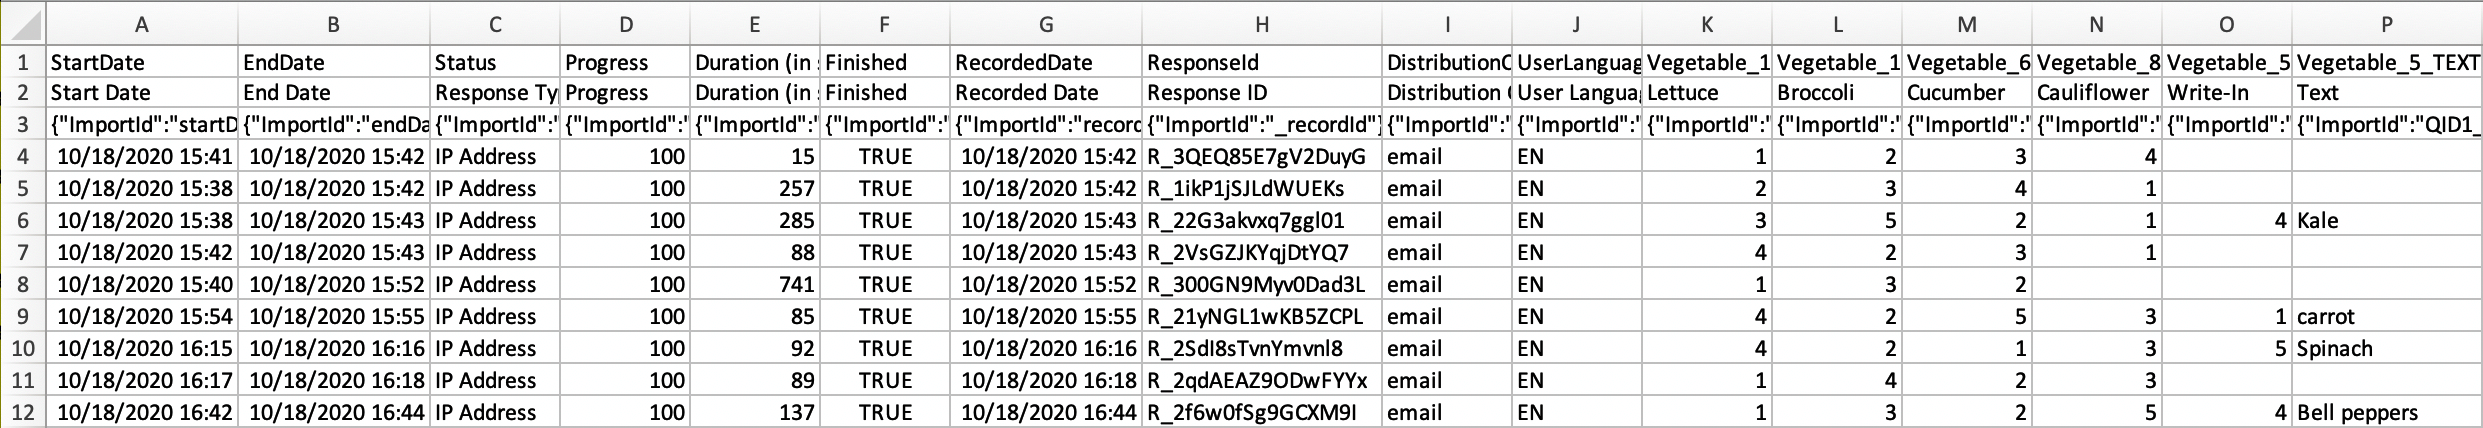 A B C D E F G H I J K L M N O P
1 StartDate EndDate Status Progress Duration (in s Finished RecordedDate ResponseId DistributionC UserLanguag Vegetable_1 Vegetable_1 Vegetable_6 Vegetable_8 Vegetable_5 Vegetable_5_TEXT
2 Start Date End Date Response Ty Progress Duration (in s Finished Recorded Date Response ID Distribution C User Languag Lettuce Broccoli Cucumber Cauliflower Write-In Text
3 {"ImportId":"startD {"ImportId":"endDa {"ImportId":" {"ImportId":" {"ImportId":" {"ImportId":" {"ImportId":"record {"ImportId":"_recordId"} {"ImportId":" {"ImportId":" {"ImportId":" {"ImportId":" {"ImportId":" {"ImportId":" {"ImportId":" {"ImportId":"QID1_
4 10/18/2020 15:41 10/18/2020 15:42 IP Address 100 15 TRUE 10/18/2020 15:42 R_3QEQ85E7gV2DuyG email EN 1 2 3 4
5 10/18/2020 15:38 10/18/2020 15:42 IP Address 100 257 TRUE 10/18/2020 15:42 R_1ikP1jSJLdWUEKs email EN 2 3 4 1
6 10/18/2020 15:38 10/18/2020 15:43 IP Address 100 285 TRUE 10/18/2020 15:43 R_22G3akvxq7ggl01 email EN 3 5 2 1 4 Kale
7 10/18/2020 15:42 10/18/2020 15:43 IP Address 100 88 TRUE 10/18/2020 15:43 R_2VsGZJKYqjDtYQ7 email EN 4 2 3 1
8 10/18/2020 15:40 10/18/2020 15:52 IP Address 100 741 TRUE 10/18/2020 15:52 R_300GN9Myv0Dad3L email EN 1 3 2
9 10/18/2020 15:54 10/18/2020 15:55 IP Address 100 85 TRUE 10/18/2020 15:55 R_21yNGL1wKB5ZCPL email EN 4 2 5 3 1 carrot
10 10/18/2020 16:15 10/18/2020 16:16 IP Address 100 92 TRUE 10/18/2020 16:16 R_2SdI8sTvnYmvnl8 email EN 4 2 1 3 5 Spinach
11 10/18/2020 16:17 10/18/2020 16:18 IP Address 100 89 TRUE 10/18/2020 16:18 R_2qdAEAZ9ODwFYYx email EN 1 4 2 3
12 10/18/2020 16:42 10/18/2020 16:44 IP Address 100 137 TRUE 10/18/2020 16:44 R_2f6w0fSg9GCXM9I email EN 1 3 2 5 4 Bell peppers